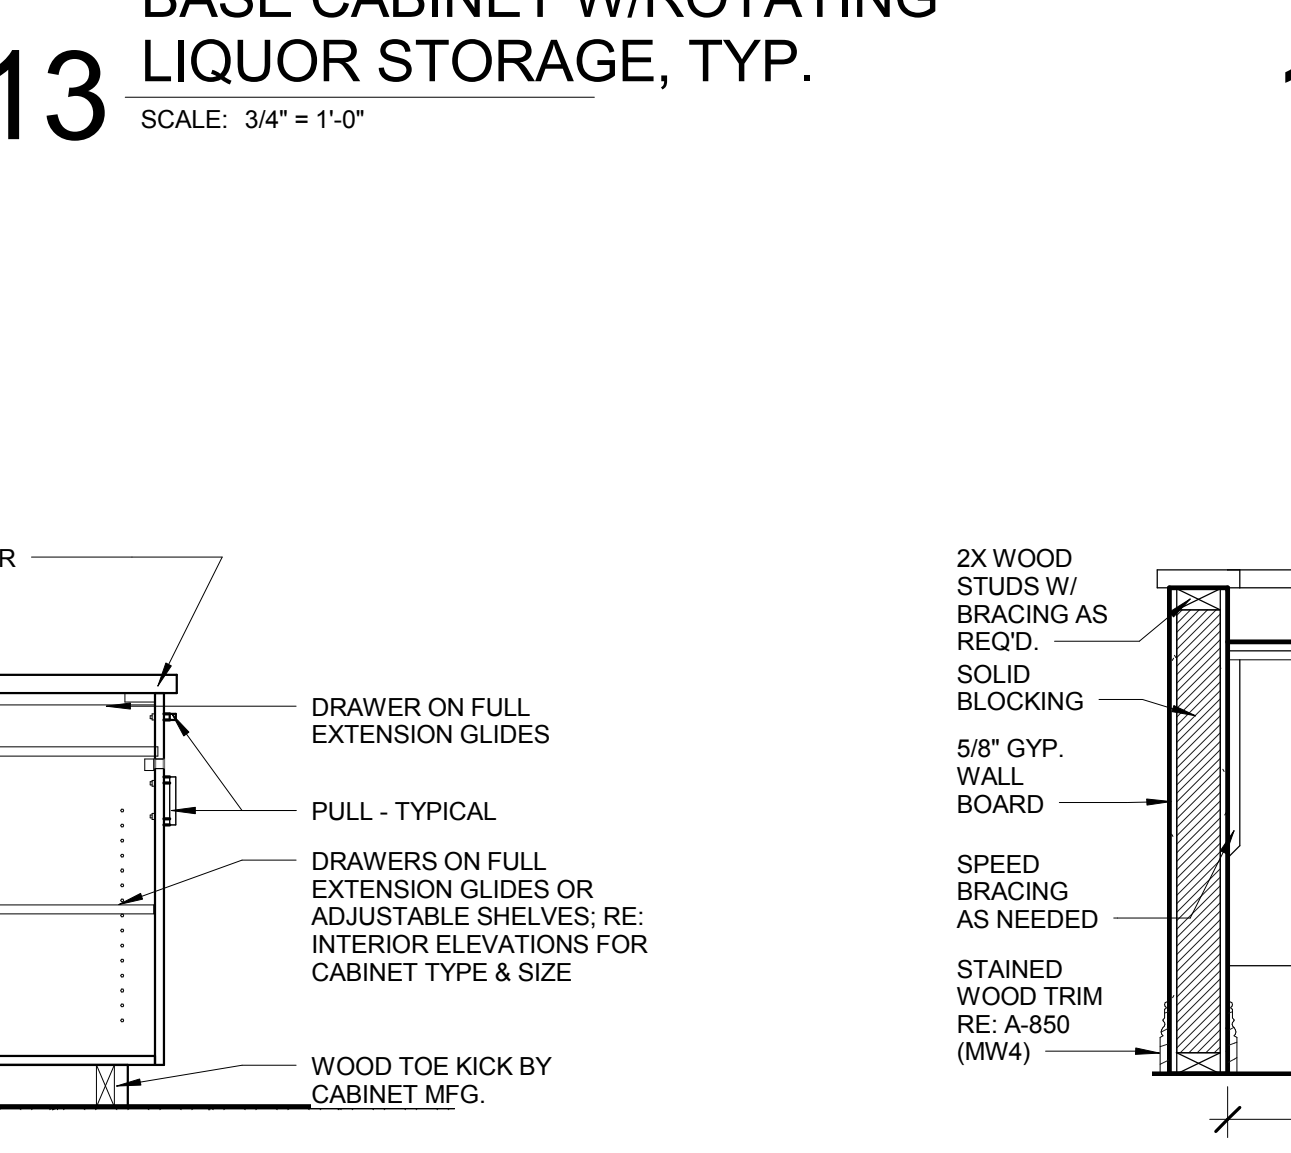 BASE CABINET W/ROTATING
LIQUOR STORAGE, TYP.
13
SCALE: 3/4" = 1'-0"
R
DRAWER ON FULL
EXTENSION GLIDES
PULL - TYPICAL
DRAWERS ON FULL
EXTENSION GLIDES OR
ADJUSTABLE SHELVES; RE:
INTERIOR ELEVATIONS FOR
CABINET TYPE & SIZE
WOOD TOE KICK BY
CABINET MFG.
2X WOOD
STUDS W/
BRACING AS
REQ'D.
SOLID
BLOCKING
5/8" GYP.
WALL
BOARD
SPEED
BRACING
AS NEEDED
STAINED
WOOD TRIM
RE: A-850
(MW4)